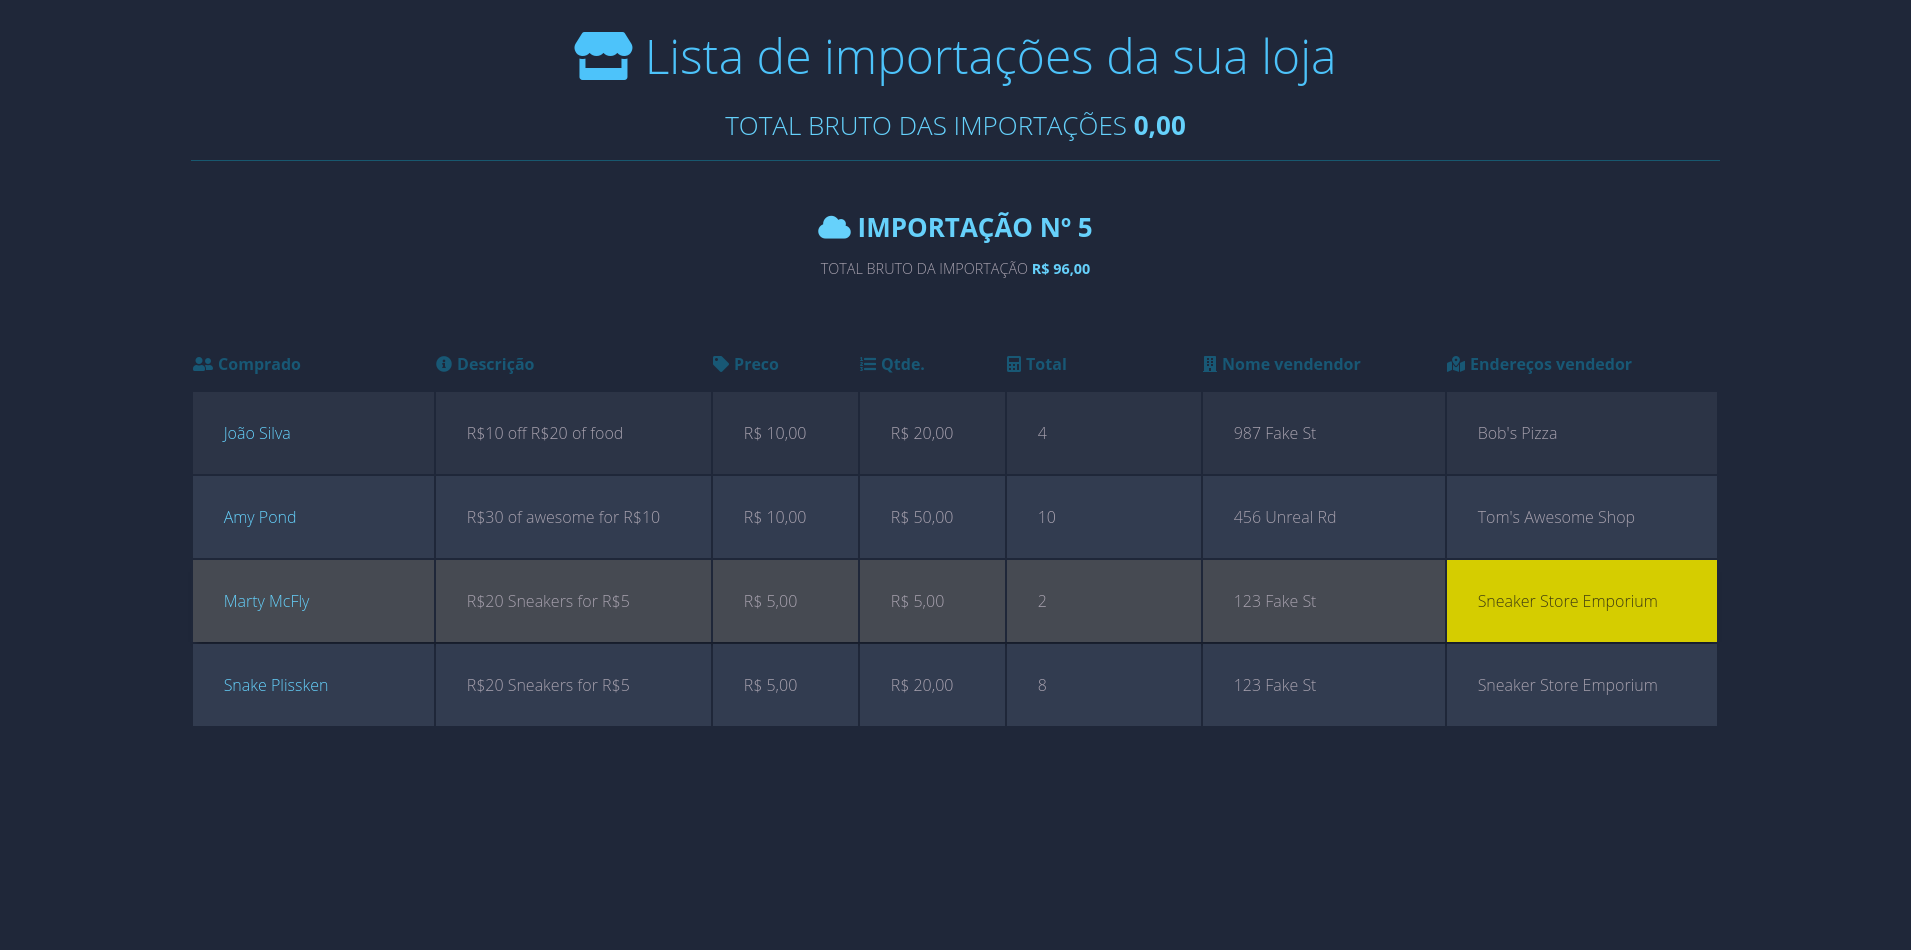 Lista de importações da sua loja
TOTAL BRUTO DAS IMPORTAÇÕES 0,00
IMPORTAÇÃO Nº 5
TOTAL BRUTO DA IMPORTAÇÃO R$ 96,00
Comprado Descrição Preco Qtde. Total Nome vendendor Endereços vendedor
João Silva R$10 off R$20 of food R$ 10,00 R$ 20,00 4 987 Fake St Bob's Pizza
Amy Pond R$30 of awesome for R$10 R$ 10,00 R$ 50,00 10 456 Unreal Rd Tom's Awesome Shop
Marty McFly R$20 Sneakers for R$5 R$ 5,00 R$ 5,00 2 123 Fake St Sneaker Store Emporium
Snake Plissken R$20 Sneakers for R$5 R$ 5,00 R$ 20,00 8 123 Fake St Sneaker Store Emporium